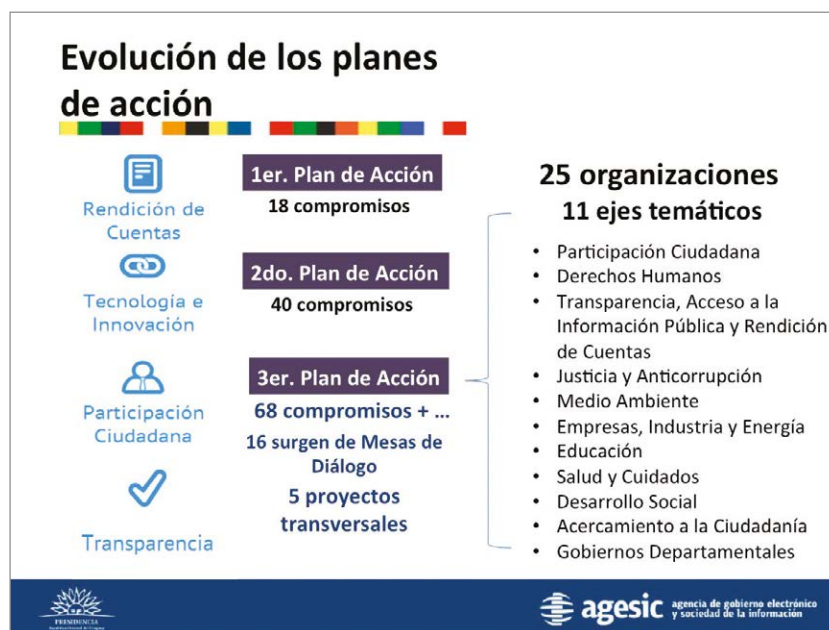 Evolución de los planes
de acción
Rendición de
Cuentas
Tecnología e
Innovación
Participación
Ciudadana
Transparencia
1er. Plan de Acción
18 compromisos
2do. Plan de Acción
40 compromisos
3er. Plan de Acción
68 compromisos + ...
16 surgen de Mesas de
Diálogo
5 proyectos
transversales
25 organizaciones
11 ejes temáticos
• Participación Ciudadana
• Derechos Humanos
• Transparencia, Acceso a la
Información Pública y Rendición
de Cuentas
• Justicia y Anticorrupción
• Medio Ambiente
• Empresas, Industria y Energía
• Educación
• Salud y Cuidados
• Desarrollo Social
• Acercamiento a la Ciudadanía
• Gobiernos Departamentales
PRESIDENCIA
agesic
agencia de gobierno electrónico
y sociedad de la información